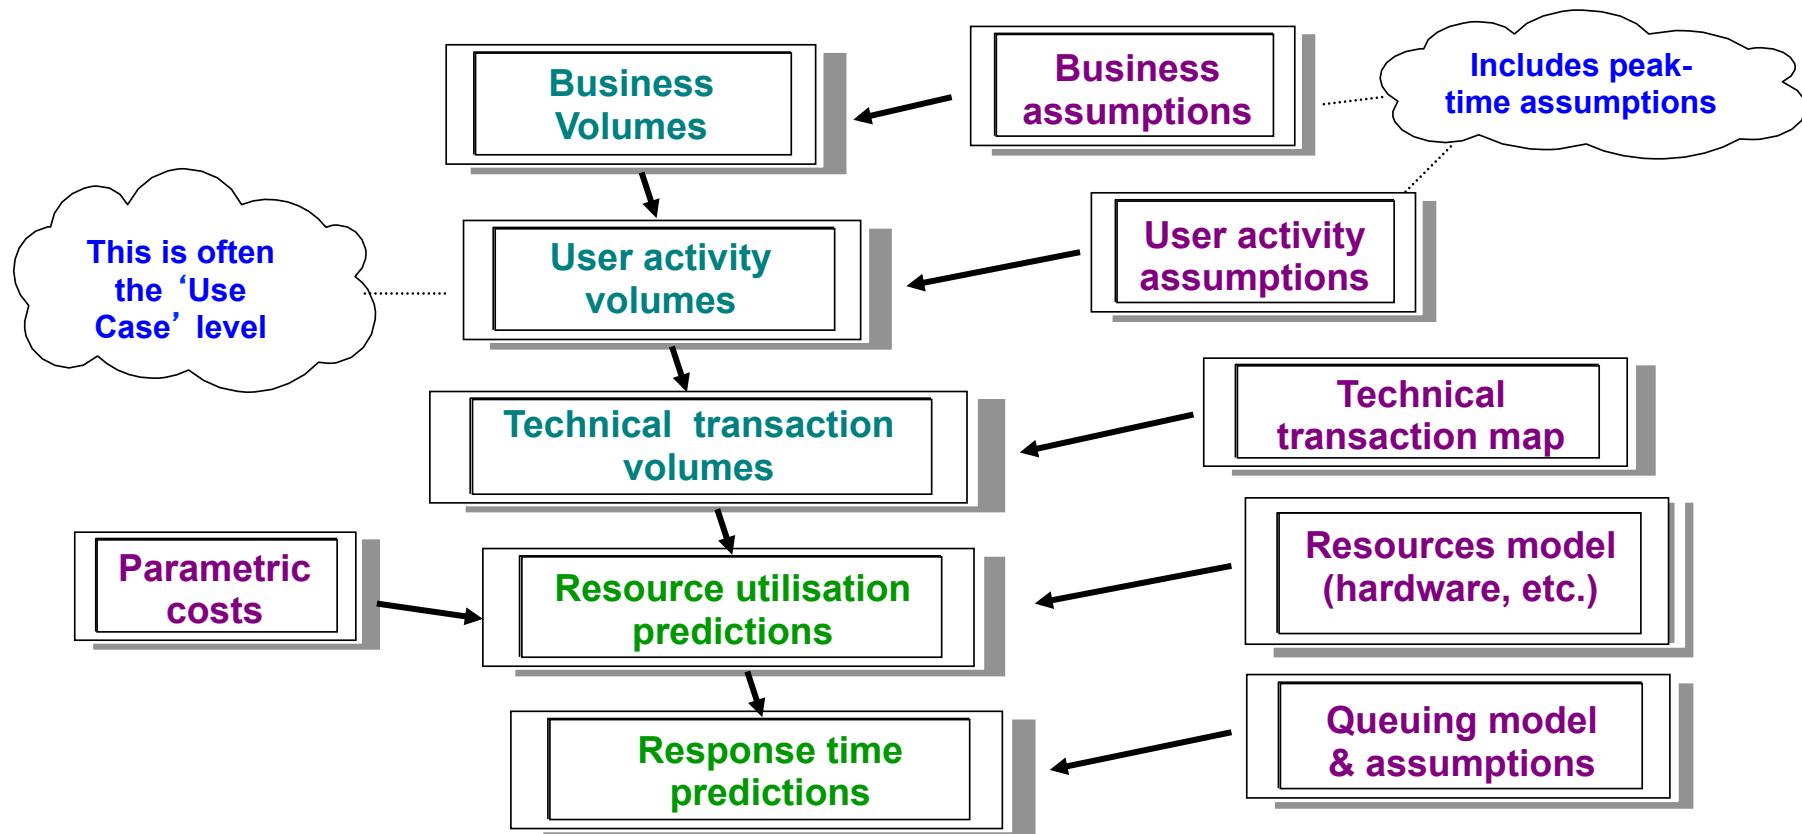 Business
Volumes
Business
assumptions
Includes peak-
time assumptions
This is often
the ‘Use
Case’ level
User activity
volumes
User activity
assumptions
Technical transaction
volumes
Technical
transaction map
Parametric
costs
Resource utilisation
predictions
Resources model
(hardware, etc.)
Response time
predictions
Queuing model
& assumptions